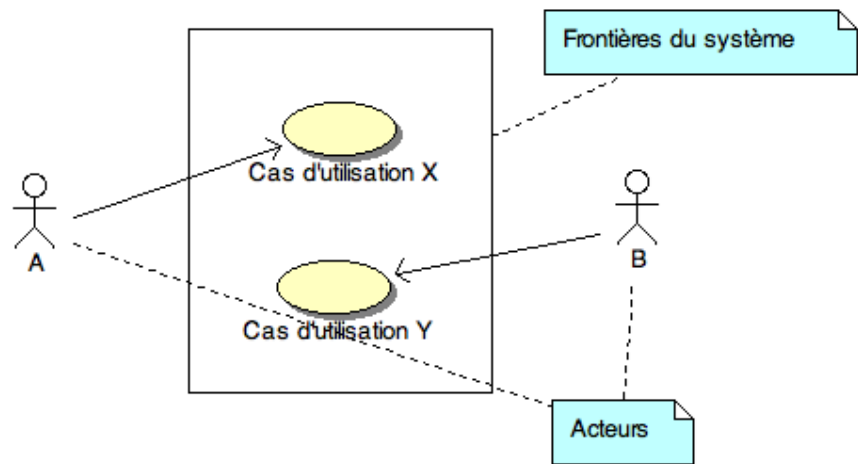 Frontières du système
Cas d'utilisation X
A
B
Cas d'utilisation Y
Acteurs